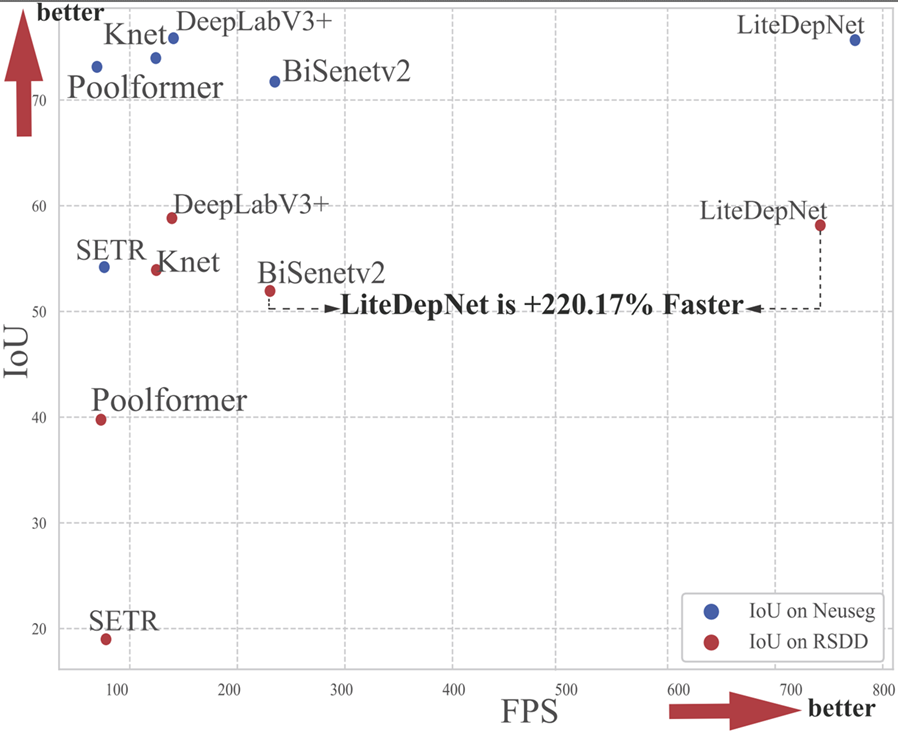 better
DeepLabV3+
Knet
LiteDepNet
BiSenetv2
Poolformer
70
60
DeepLabV3+
LiteDepNet
SETR
Knet
BiSenetv2
50
LiteDepNet is +220.17% Faster
IoU
Poolformer
40
30
SETR
20
IoU on Neuseg
IoU on RSDD
100 200 300 400 500 600 700 800
FPS
better